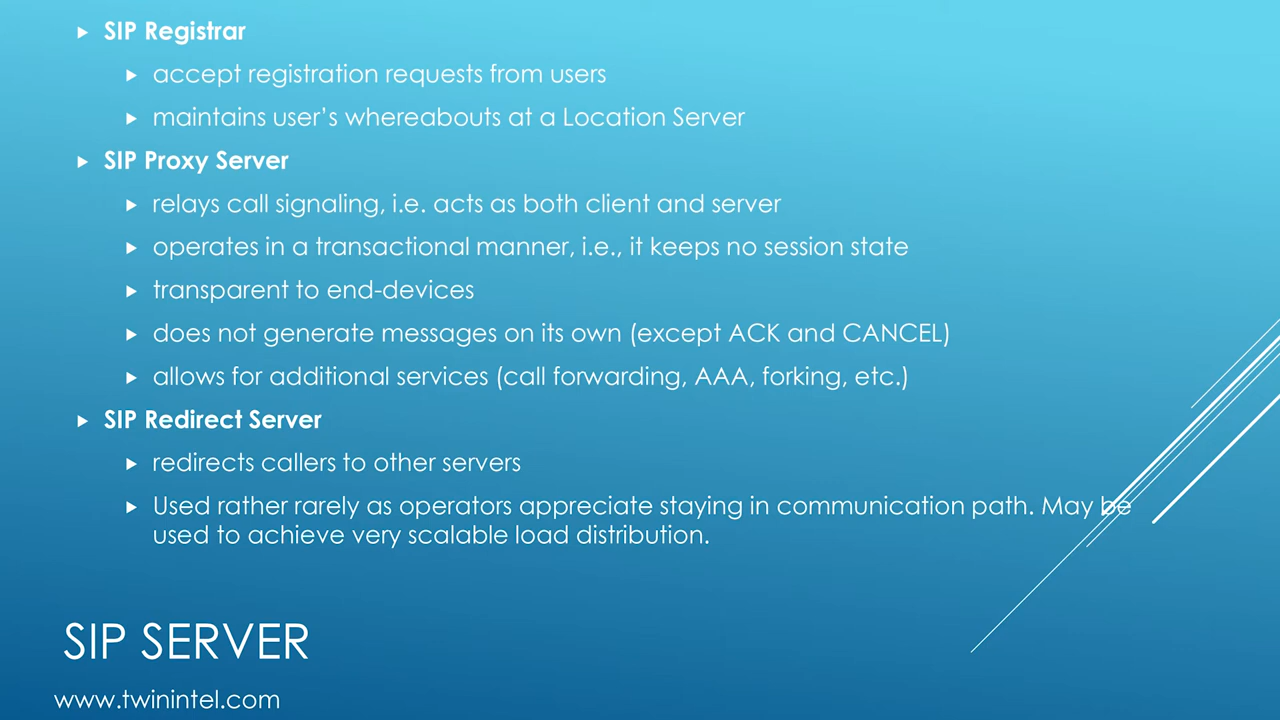 SIP Registrar
accept registration requests from users
maintains user’s whereabouts at a Location Server
SIP Proxy Server
relays call signaling, i.e. acts as both client and server
operates in a transactional manner, i.e., it keeps no session state
transparent to end-devices
does not generate messages on its own (except ACK and CANCEL)
allows for additional services (call forwarding, AAA, forking, etc.)
SIP Redirect Server
redirects callers to other servers
Used rather rarely as operators appreciate staying in communication path. May be
used to achieve very scalable load distribution.
SIP SERVER
www.twinintel.com